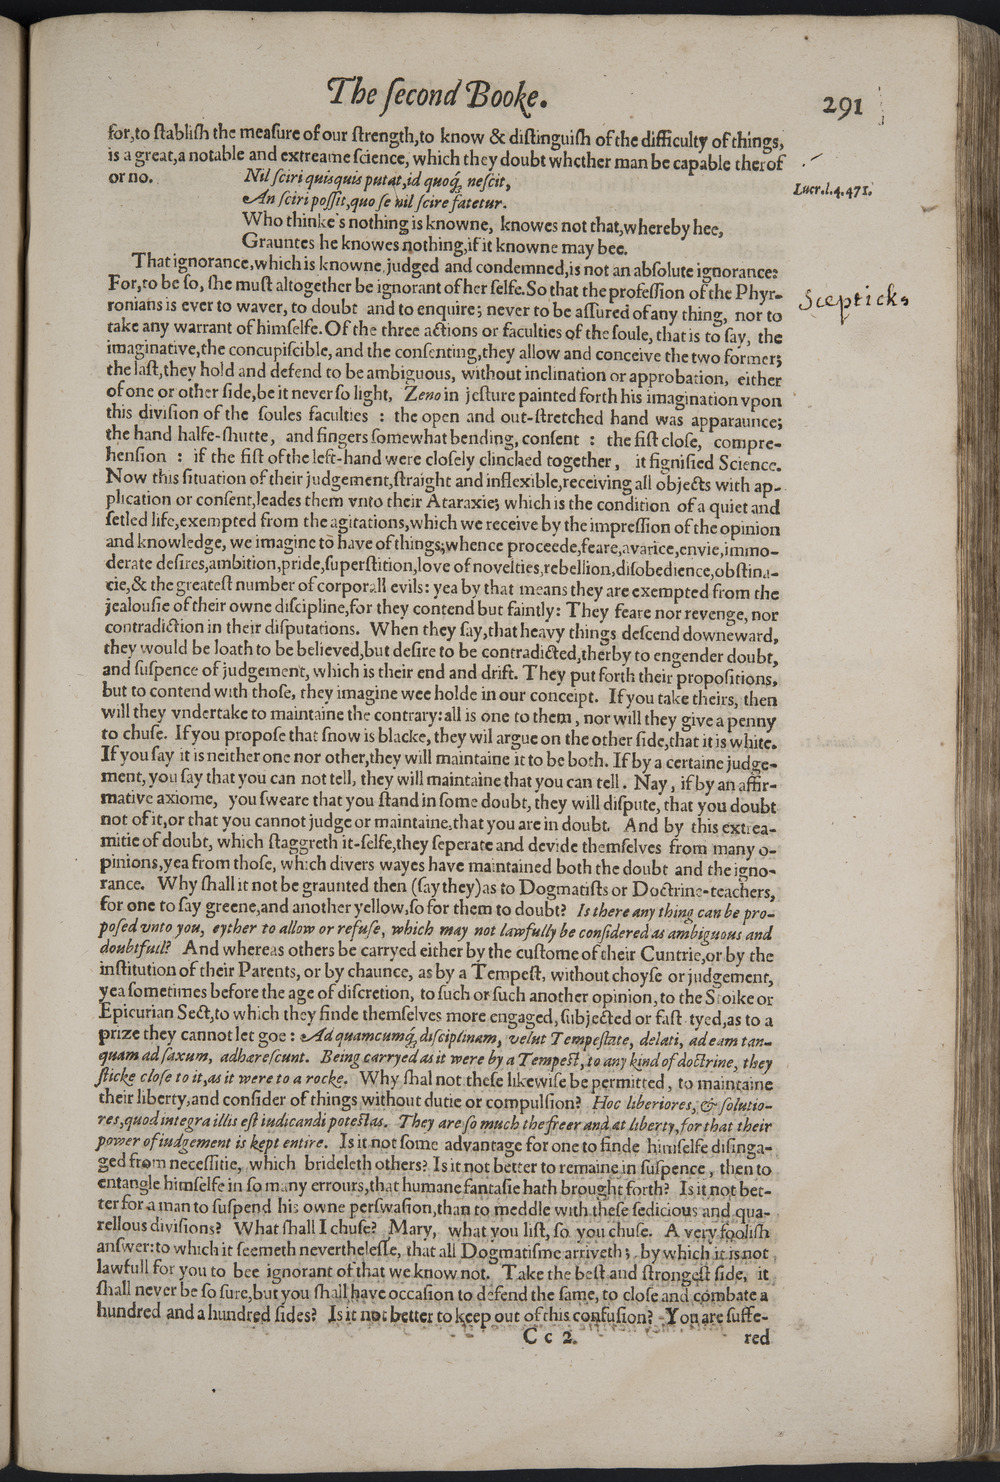 The ſecond Booke.
291
for, to ſtabliſh the meaſure of our ſtrength, to know & diſtinguiſh of the difficulty of things,
is a great, a notable and extreame ſcience, which they doubt whether man be capable therof
or no.
Nil ſciri quisquis putat, id quoq́, neſcit,
Lucr. l. 4. 471.
An ſciri poſſit, quo ſe nil ſcire fatetur.
Who thinke's nothing is knowne, knowes not that, whereby hee,
Grauntes he knowes nothing, if it knowne may bee.
That ignorance, which is knowne, judged and condemned, is not an abſolute ignorance:
For, to be ſo, ſhe muſt altogether be ignorant of her ſelfe. So that the profeſſion of the Phyr-
Scepticks
ronians is ever to waver, to doubt and to enquire; never to be aſſured of any thing, nor to
take any warrant of himſelfe. Of the three actions or faculties of the ſoule, that is to ſay, the
imaginative, the concupiſcible, and the conſenting, they allow and conceive the two former;
the laſt, they hold and defend to be ambiguous, without inclination or approbation, either
of one or other ſide, be it never ſo light, Zeno in jeſture painted forth his imagination vpon
this diviſion of the ſoules faculties : the open and out-ſtretched hand was apparaunce;
the hand halfe-ſhutte, and fingers ſomewhat bending, conſent : the fiſt cloſe, compre-
henſion : if the fiſt of the left-hand were cloſely clinched together, it ſignified Science.
Now this ſituation of their judgement, ſtraight and inflexible, receiving all objects with ap-
plication or conſent, leades them vnto their Ataraxie; which is the condition of a quiet and
ſetled life, exempted from the agitations, which we receive by the impreſſion of the opinion
and knowledge, we imagine to have of things; whence proceede, feare, avarice, envie, immo-
derate deſires, ambition, pride, ſuperſtition, love of novelties, rebellion, diſobedience, obſtina-
cie, & the greateſt number of corporall evils: yea by that means they are exempted from the
jealouſie of their owne diſcipline, for they contend but faintly: They feare nor revenge, nor
contradiction in their diſputations. When they ſay, that heavy things deſcend downeward,
they would be loath to be believed, but deſire to be contradicted, therby to engender doubt,
and ſuſpence of judgement, which is their end and drift. They put forth their propoſitions,
but to contend with thoſe, they imagine wee holde in our conceipt. If you take theirs, then
will they vndertake to maintaine the contrary: all is one to them, nor will they give a penny
to chuſe. If you propoſe that ſnow is blacke, they wil argue on the other ſide, that it is white.
If you ſay it is neither one nor other, they will maintaine it to be both. If by a certaine judge-
ment, you ſay that you can not tell, they will maintaine that you can tell. Nay, if by an affir-
mative axiome, you ſweare that you ſtand in ſome doubt, they will diſpute, that you doubt
not of it, or that you cannot judge or maintaine, that you are in doubt. And by this extrea-
mitie of doubt, which ſtaggreth it-ſelfe, they ſeperate and devide themſelves from many o-
pinions, yea from thoſe, which divers wayes have maintained both the doubt and the igno-
rance. Why ſhall it not be graunted then (ſay they) as to Dogmatiſts or Doctrine-teachers,
for one to ſay greene, and another yellow, ſo for them to doubt? Is there any thing can be pro-
poſed vnto you, eyther to allow or refuſe, which may not lawfully be conſidered as ambiguous and
doubtfull? And whereas others be carryed either by the cuſtome of their Cuntrie, or by the
inſtitution of their Parents, or by chaunce, as by a Tempeſt, without choyſe or judgement,
yea ſometimes before the age of diſcretion, to ſuch or ſuch another opinion, to the Stoike or
Epicurian Sect, to which they finde themſelves more engaged, ſubjected or faſt tyed, as to a
prize they cannot let goe : Ad quamcumq́, diſciplinam, velut Tempeſtate, delati, ad eam tan-
quam ad ſaxum, adhæreſcunt. Being carryed as it were by a Tempeſt, to any kind of doctrine, they
ſticke cloſe to it, as it were to a rocke. Why ſhal not theſe likewiſe be permitted, to maintaine
their liberty, and conſider of things without dutie or compulſion? Hoc liberiores, & ſolutio-
res, quod integra illis eſt iudicandi poteſtas. They are ſo much the freer and at liberty, for that their
power of iudgement is kept entire. Is it not ſome advantage for one to finde himſelfe diſinga-
ged from neceſſitie, which brideleth others? Is it not better to remaine in ſuſpence, then to
entangle himſelfe in ſo many errours, that humane fantaſie hath brought forth? Is it not bet-
ter for a man to ſuſpend his owne perſwaſion, than to meddle with theſe ſedicious and qua-
rellous diviſions? What ſhall I chuſe? Mary, what you liſt, ſo you chuſe. A very fooliſh
anſwer: to which it ſeemeth nevertheleſſe, that all Dogmatiſme arriveth; by which it is not
lawfull for you to bee ignorant of that we know not. Take the beſt and ſtrongeſt ſide, it
ſhall never be ſo ſure, but you ſhall have occaſion to defend the ſame, to cloſe and combate a
hundred and a hundred ſides? Is it not better to keep out of this confuſion? You are ſuffe-
C c 2.
red